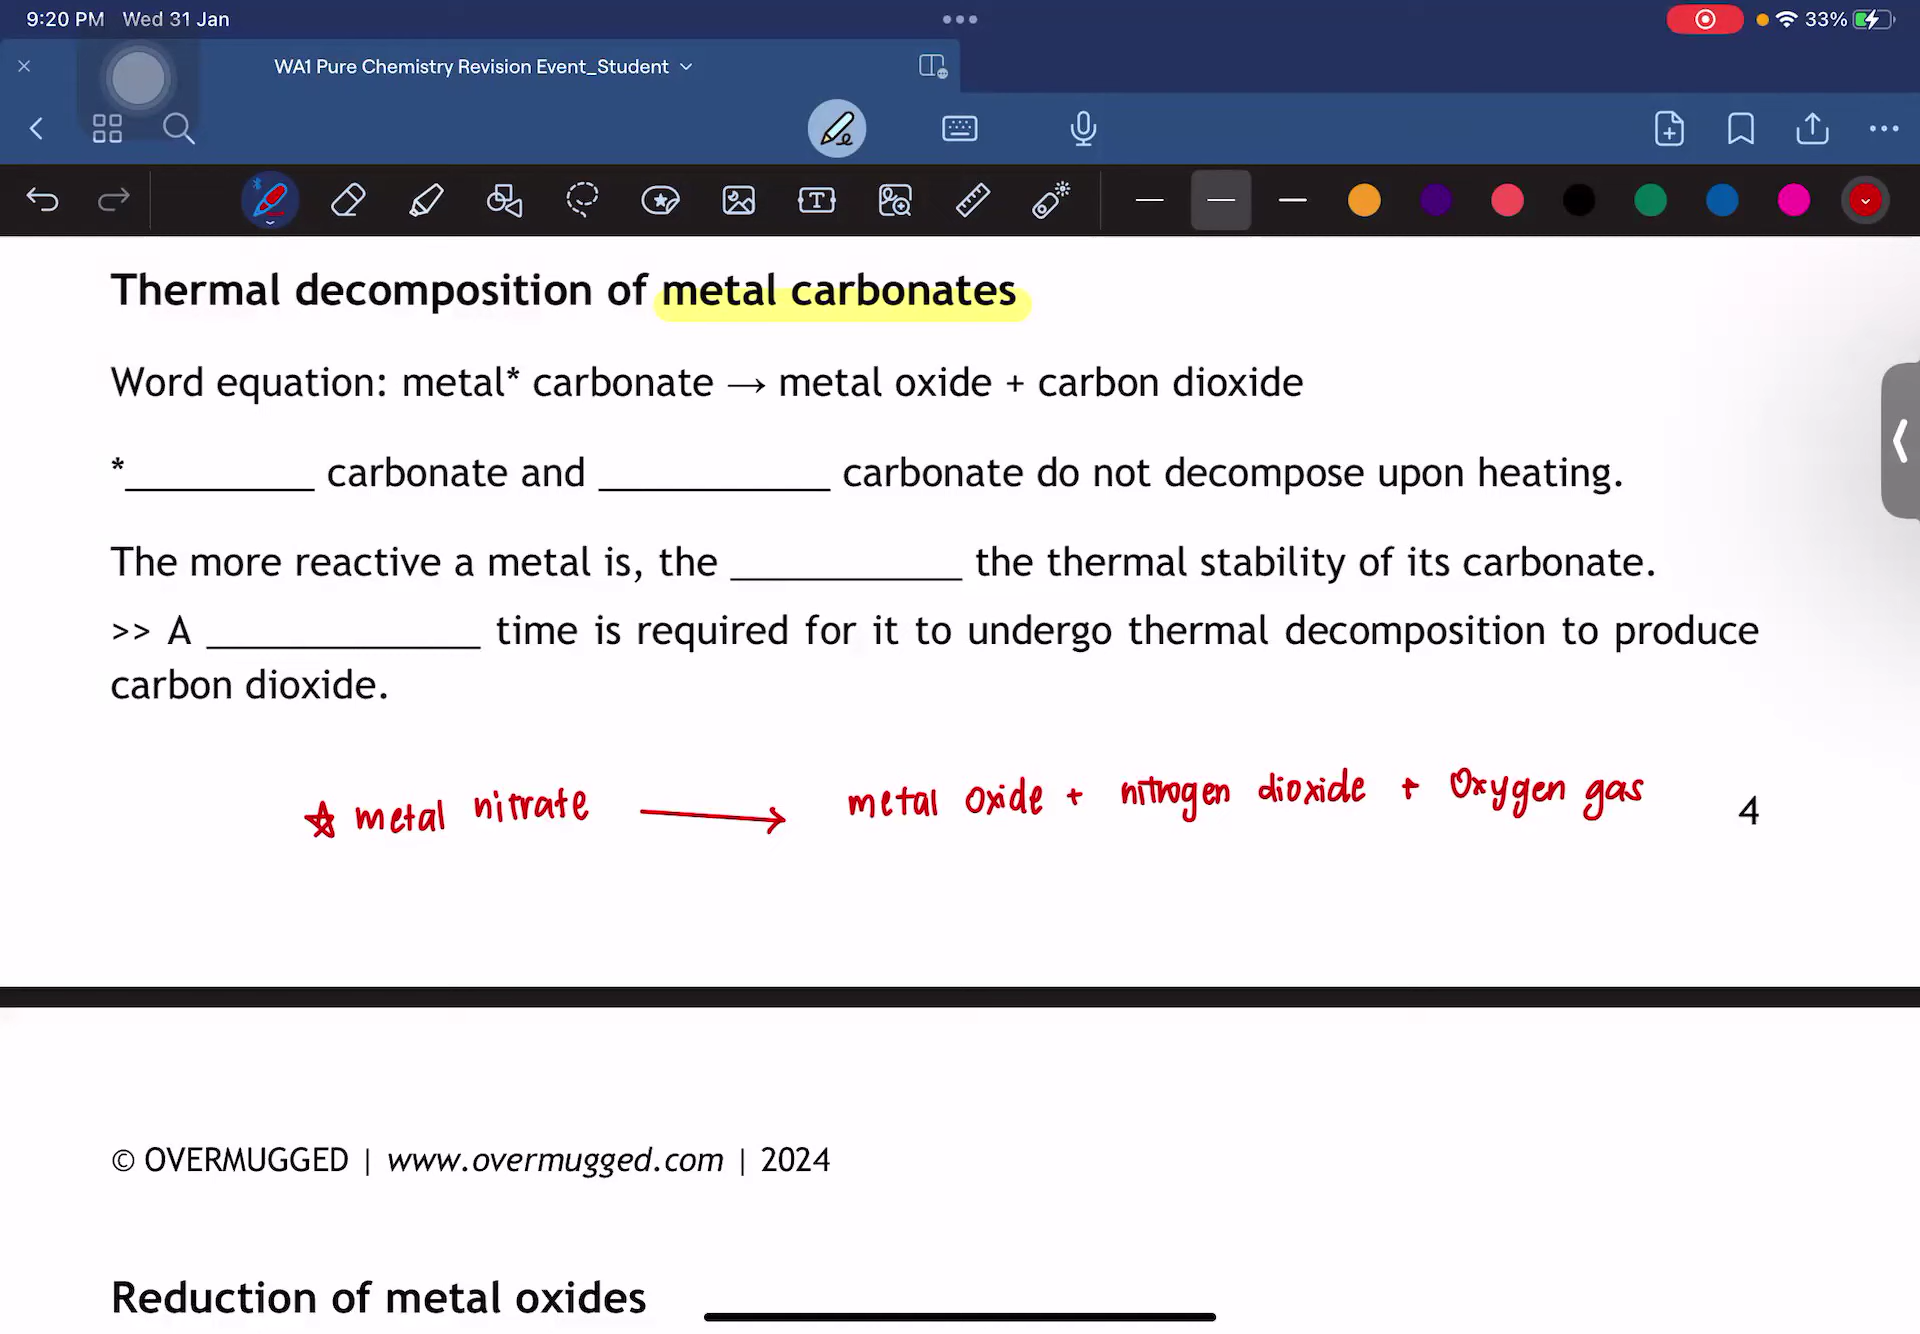 9:20 PM Wed 31 Jan
33%
WA1 Pure Chemistry Revision Event_Student
Thermal decomposition of metal carbonates
Word equation: metal* carbonate → metal oxide + carbon dioxide
*_________ carbonate and ___________ carbonate do not decompose upon heating.
The more reactive a metal is, the ___________ the thermal stability of its carbonate.
>> A _____________ time is required for it to undergo thermal decomposition to produce
carbon dioxide.
☆ metal nitrate → metal oxide + nitrogen dioxide + Oxygen gas
4
© OVERMUGGED | www.overmugged.com | 2024
Reduction of metal oxides